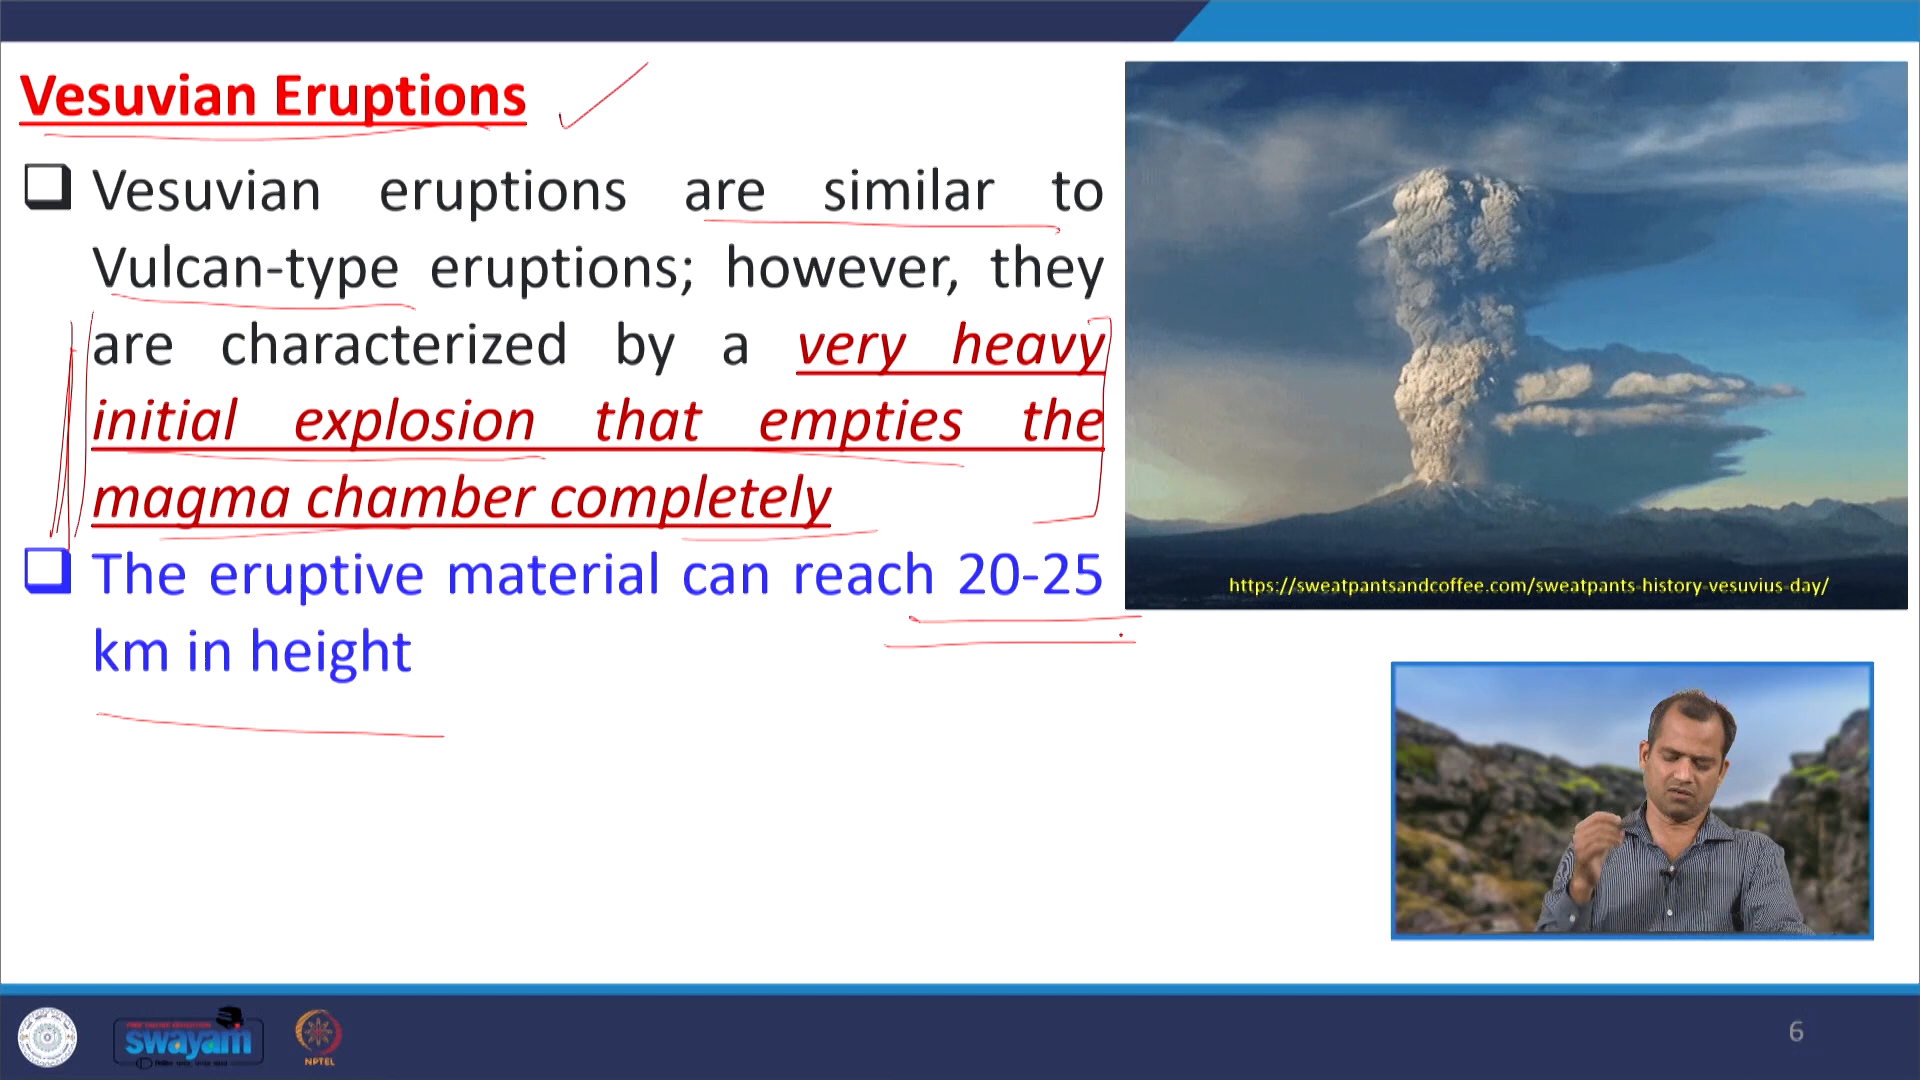 Vesuvian Eruptions
Vesuvian eruptions are similar to
Vulcan-type eruptions; however, they
are characterized by a very heavy
initial explosion that empties the
magma chamber completely
The eruptive material can reach 20-25
km in height
https://sweatpantsandcoffee.com/sweatpants-history-vesuvius-day/
swayam
NPTEL
6